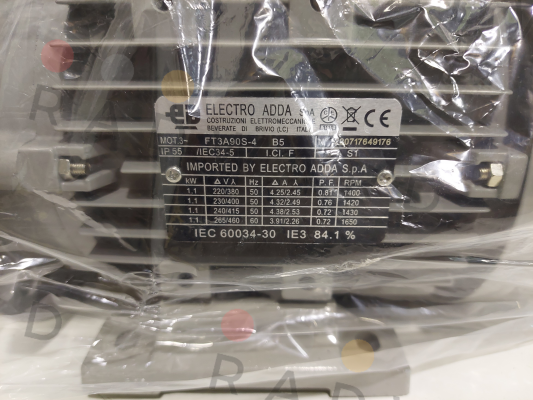 ELECTRO ADDA S.p.A.
COSTRUZIONI ELETTROMECCANICHE
BEVERATE DI BRIVIO (LC) ITALY
MOT.3~ FT3A90S-4 B5 200717649176
IP.55 /IEC34-5 I.Cl. F S1
IMPORTED BY ELECTRO ADDA S.p.A
kW Δ V Y Hz Δ A Y P.F. RPM
1.1 220/380 50 4.25/2.45 0.81 1400
1.1 230/400 50 4.32/2.49 0.76 1420
1.1 240/415 50 4.38/2.53 0.72 1430
1.1 265/460 60 3.91/2.26 0.72 1650
IEC 60034-30 IE3 84.1 %